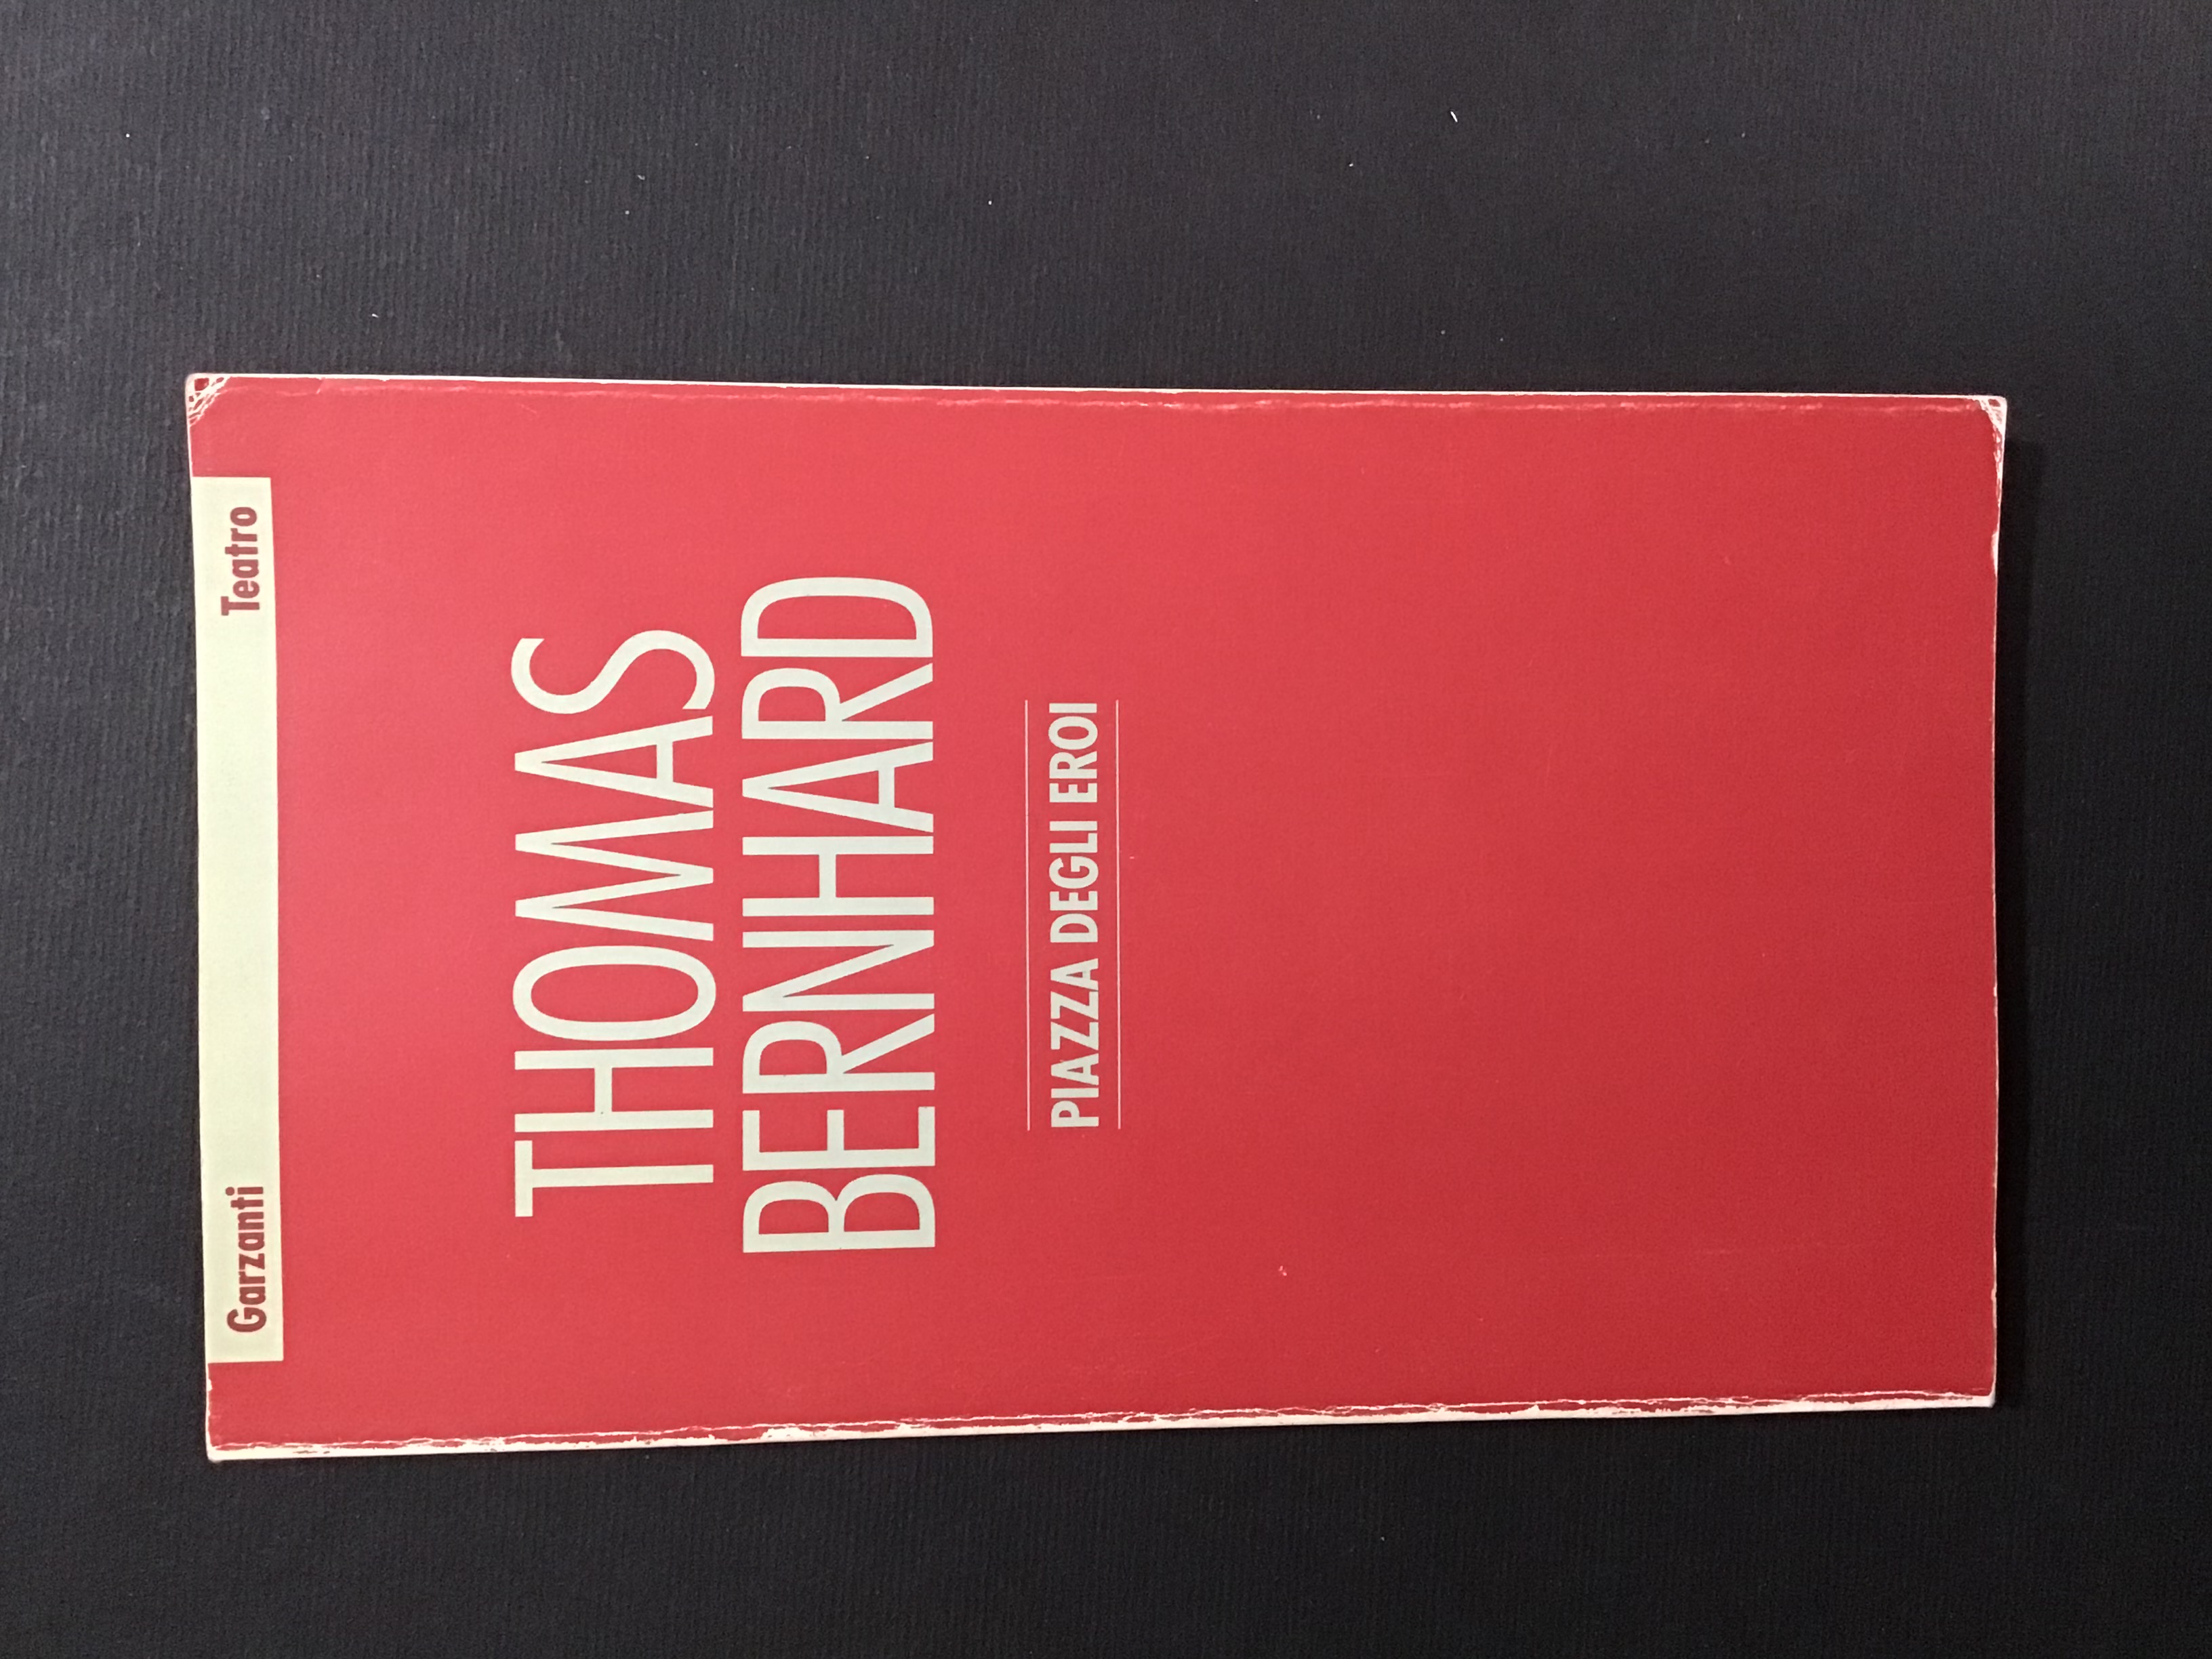 Garzanti Teatro
THOMAS
BERNHARD
PIAZZA DEGLI EROI